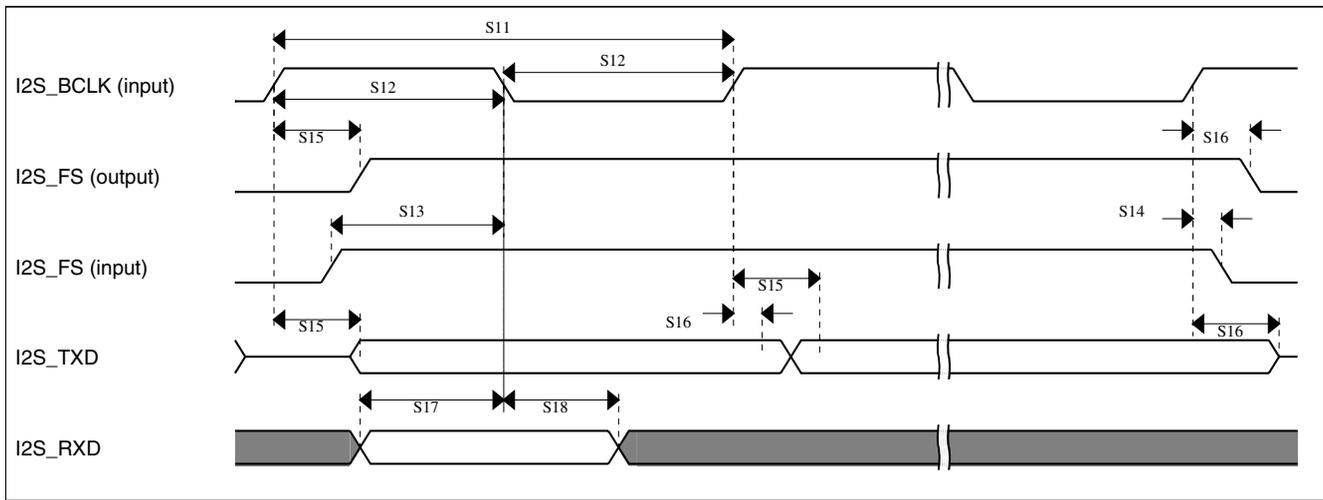 S11
I2S_BCLK (input)
S12
S12
S15
S16
I2S_FS (output)
S13
S14
I2S_FS (input)
S15
S16
S15
S16
I2S_TXD
S17
S18
I2S_RXD